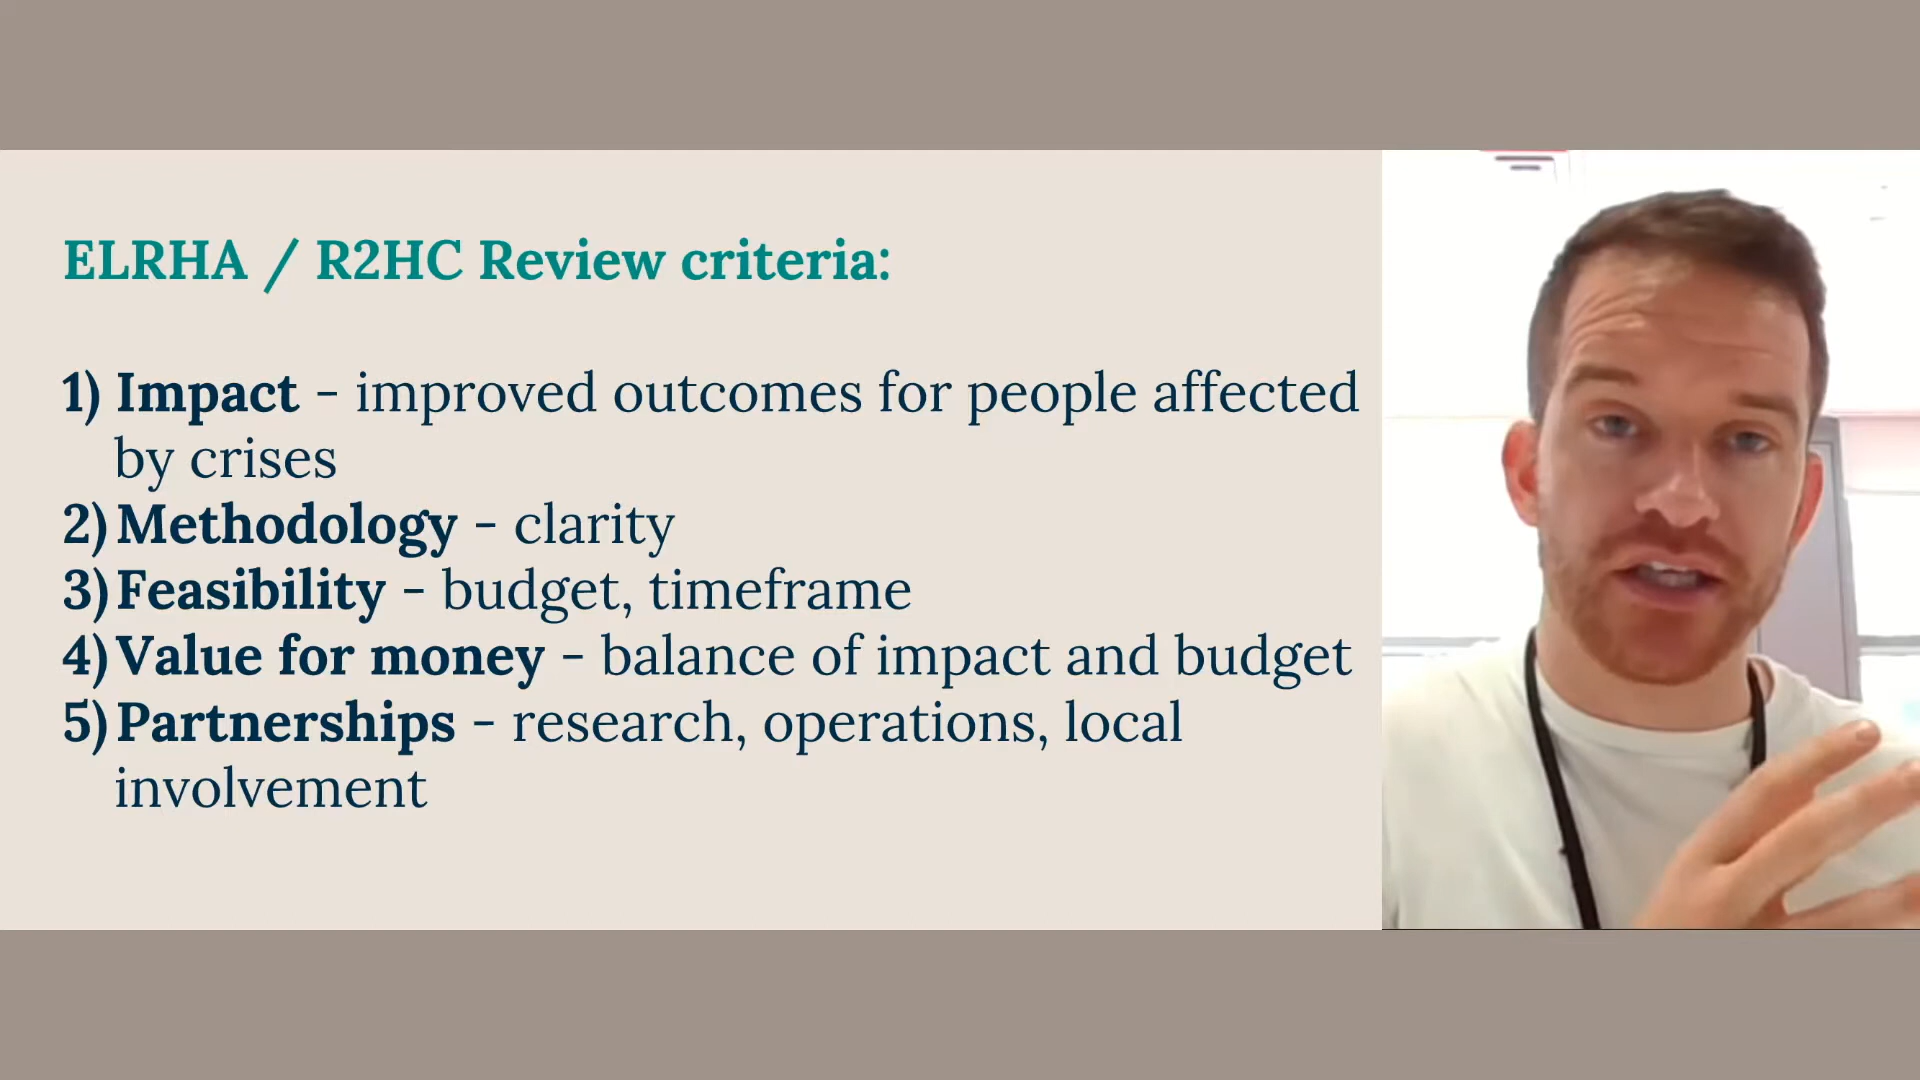 ELRHA / R2HC Review criteria:
1) Impact - improved outcomes for people affected
by crises
2) Methodology - clarity
3) Feasibility - budget, timeframe
4) Value for money - balance of impact and budget
5) Partnerships - research, operations, local
involvement